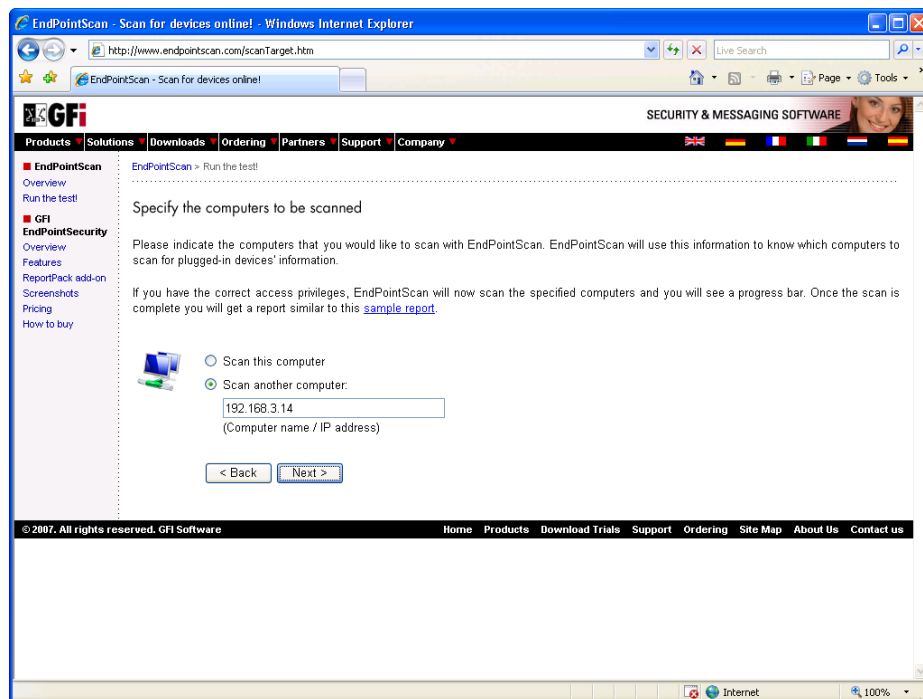 EndPointScan - Scan for devices online! - Windows Internet Explorer
http://www.endpointscan.com/scanTarget.htm
Live Search
EndPointScan - Scan for devices online!
Page
Tools
GFi
SECURITY & MESSAGING SOFTWARE
Products Solutions Downloads Ordering Partners Support Company
EndPointScan
Overview
Run the test!
GFI
EndPointSecurity
Overview
Features
ReportPack add-on
Screenshots
Pricing
How to buy
EndPointScan > Run the test!
Specify the computers to be scanned
Please indicate the computers that you would like to scan with EndPointScan. EndPointScan will use this information to know which computers to
scan for plugged-in devices' information.
If you have the correct access privileges, EndPointScan will now scan the specified computers and you will see a progress bar. Once the scan is
complete you will get a report similar to this sample report.
Scan this computer
Scan another computer:
192.168.3.14
(Computer name / IP address)
< Back
Next >
© 2007. All rights reserved. GFI Software
Home Products Download Trials Support Ordering Site Map About Us Contact us
Internet
100%